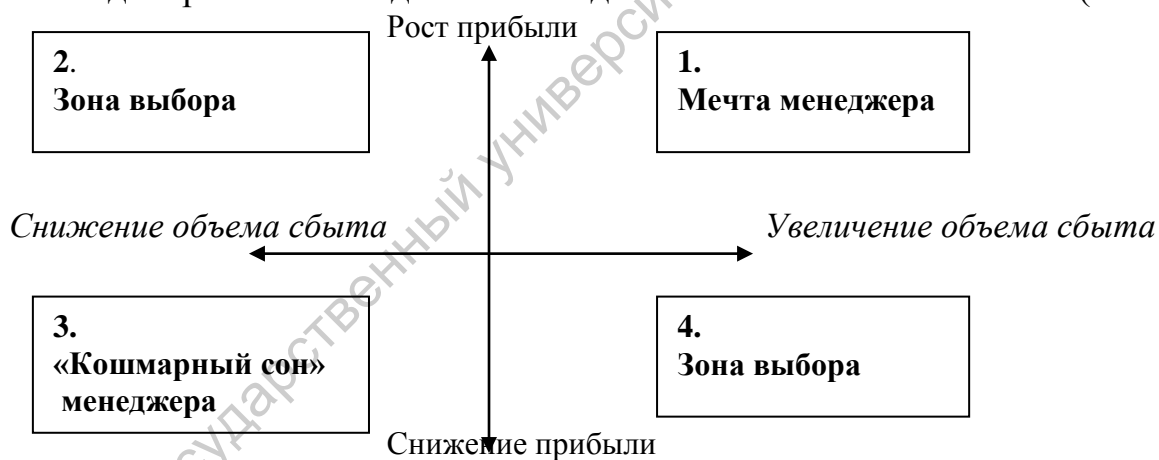 Рост прибыли
2.
Зона выбора
1.
Мечта менеджера
Снижение объема сбыта
Увеличение объема сбыта
3.
«Кошмарный сон»
менеджера
4.
Зона выбора
Снижение прибыли